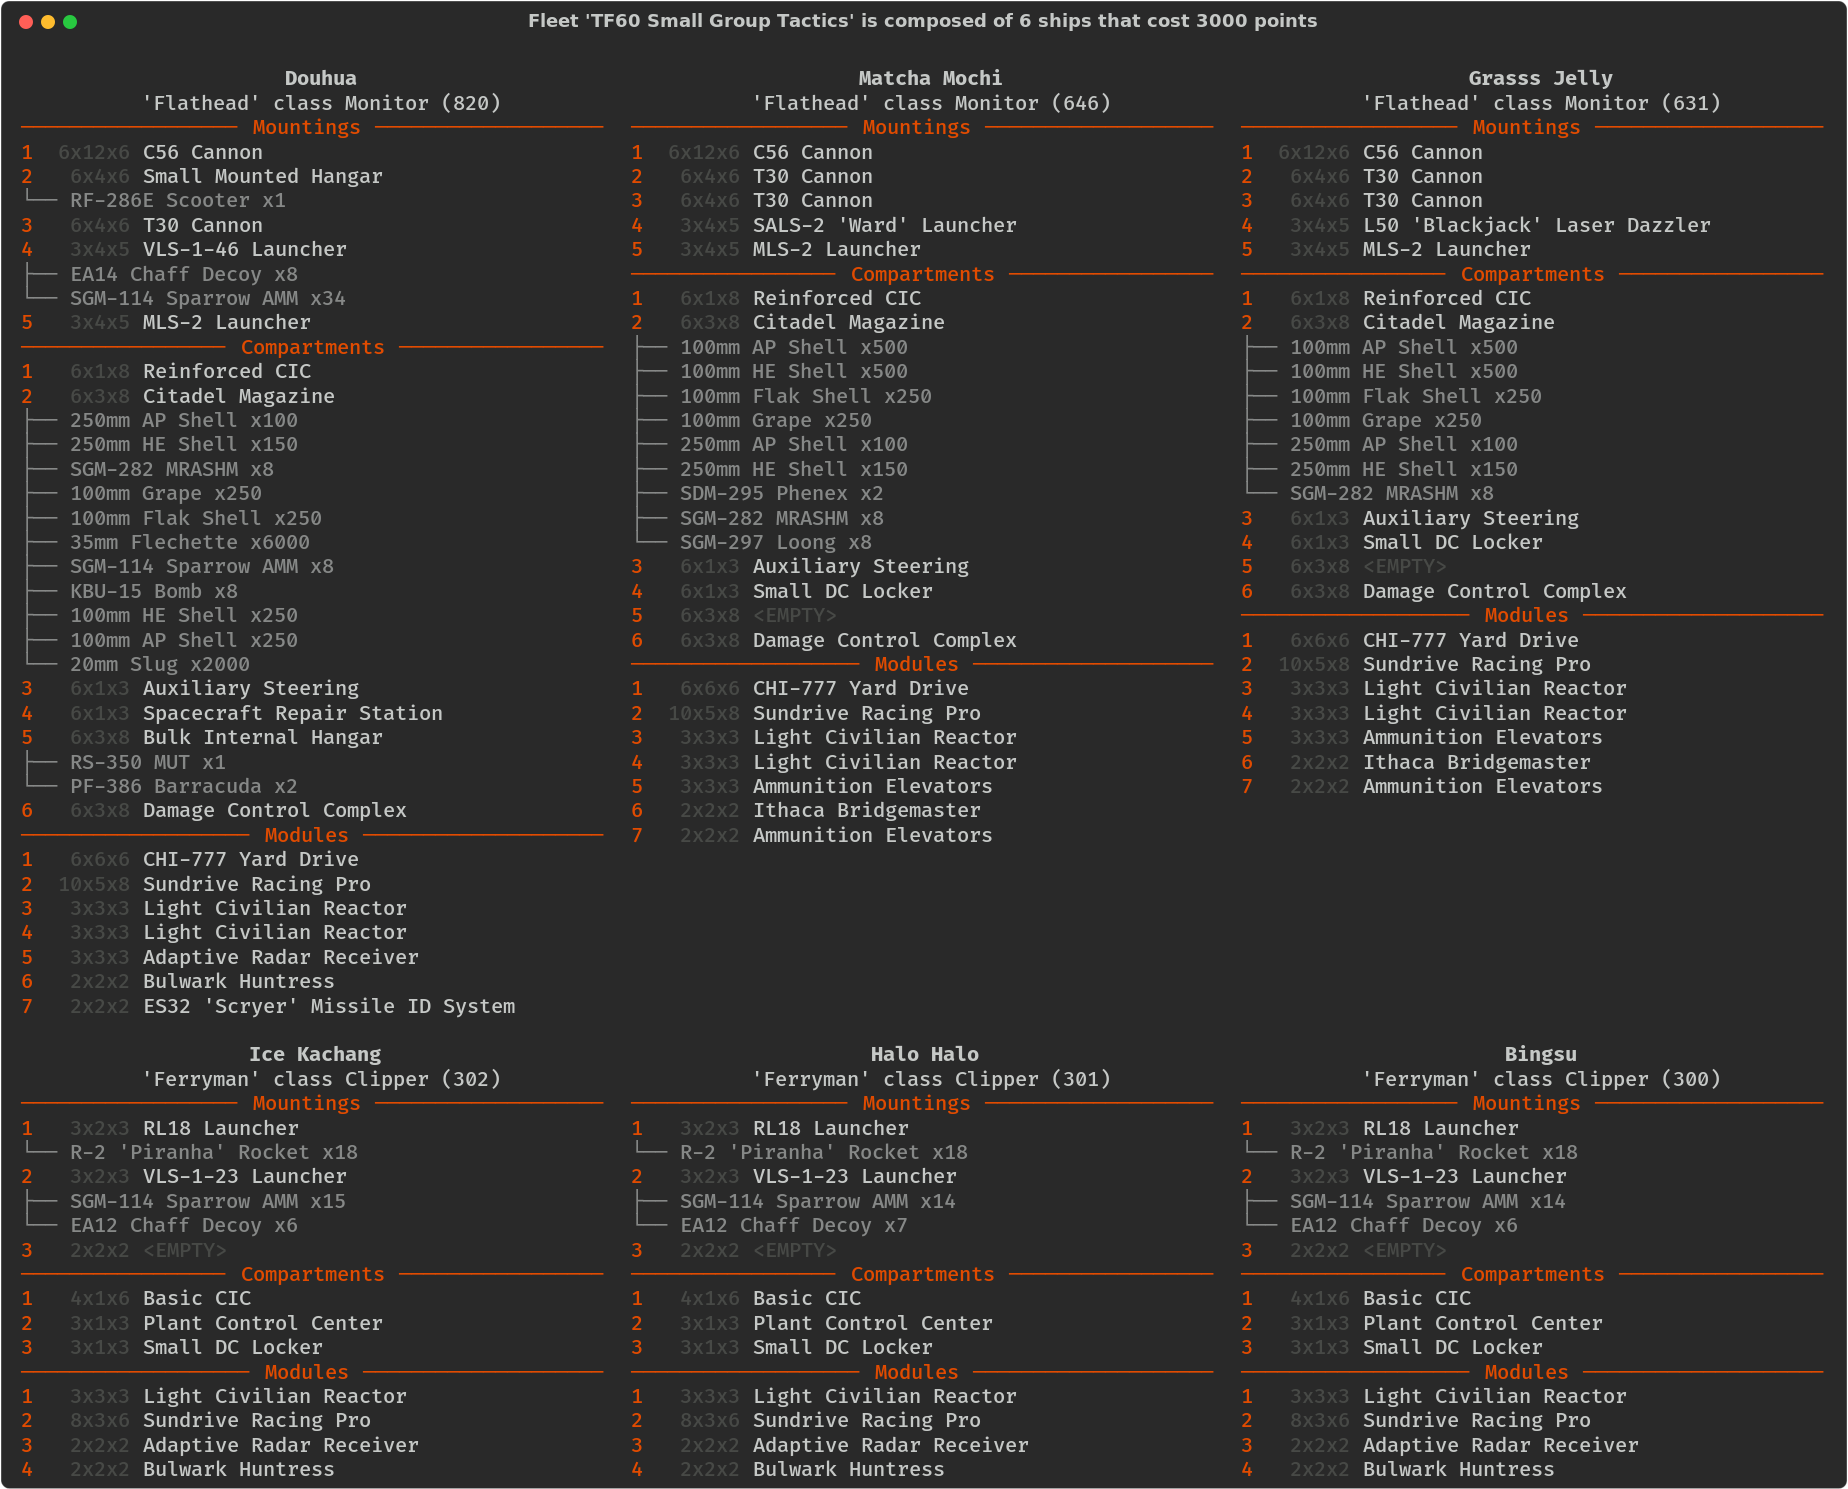 Fleet 'TF60 Small Group Tactics' is composed of 6 ships that cost 3000 points
Douhua
'Flathead' class Monitor (820)
Mountings
1 6x12x6 C56 Cannon
2 6x4x6 Small Mounted Hangar
RF-286E Scooter x1
3 6x4x6 T30 Cannon
4 3x4x5 VLS-1-46 Launcher
EA14 Chaff Decoy x8
SGM-114 Sparrow AMM x34
5 3x4x5 MLS-2 Launcher
Compartments
1 6x1x8 Reinforced CIC
2 6x3x8 Citadel Magazine
250mm AP Shell x100
250mm HE Shell x150
SGM-282 MRASHM x8
100mm Grape x250
100mm Flak Shell x250
35mm Flechette x6000
SGM-114 Sparrow AMM x8
KBU-15 Bomb x8
100mm HE Shell x250
100mm AP Shell x250
20mm Slug x2000
3 6x1x3 Auxiliary Steering
4 6x1x3 Spacecraft Repair Station
5 6x3x8 Bulk Internal Hangar
RS-350 MUT x1
PF-386 Barracuda x2
6 6x3x8 Damage Control Complex
Modules
1 6x6x6 CHI-777 Yard Drive
2 10x5x8 Sundrive Racing Pro
3 3x3x3 Light Civilian Reactor
4 3x3x3 Light Civilian Reactor
5 3x3x3 Adaptive Radar Receiver
6 2x2x2 Bulwark Huntress
7 2x2x2 ES32 'Scryer' Missile ID System
Matcha Mochi
'Flathead' class Monitor (646)
Mountings
1 6x12x6 C56 Cannon
2 6x4x6 T30 Cannon
3 6x4x6 T30 Cannon
4 3x4x5 SALS-2 'Ward' Launcher
5 3x4x5 MLS-2 Launcher
Compartments
1 6x1x8 Reinforced CIC
2 6x3x8 Citadel Magazine
100mm AP Shell x500
100mm HE Shell x500
100mm Flak Shell x250
100mm Grape x250
250mm AP Shell x100
250mm HE Shell x150
SDM-295 Phenex x2
SGM-282 MRASHM x8
SGM-297 Loong x8
3 6x1x3 Auxiliary Steering
4 6x1x3 Small DC Locker
5 6x3x8 <EMPTY>
6 6x3x8 Damage Control Complex
Modules
1 6x6x6 CHI-777 Yard Drive
2 10x5x8 Sundrive Racing Pro
3 3x3x3 Light Civilian Reactor
4 3x3x3 Light Civilian Reactor
5 3x3x3 Ammunition Elevators
6 2x2x2 Ithaca Bridgemaster
7 2x2x2 Ammunition Elevators
Grasss Jelly
'Flathead' class Monitor (631)
Mountings
1 6x12x6 C56 Cannon
2 6x4x6 T30 Cannon
3 6x4x6 T30 Cannon
4 3x4x5 L50 'Blackjack' Laser Dazzler
5 3x4x5 MLS-2 Launcher
Compartments
1 6x1x8 Reinforced CIC
2 6x3x8 Citadel Magazine
100mm AP Shell x500
100mm HE Shell x500
100mm Flak Shell x250
100mm Grape x250
250mm AP Shell x100
250mm HE Shell x150
SGM-282 MRASHM x8
3 6x1x3 Auxiliary Steering
4 6x1x3 Small DC Locker
5 6x3x8 <EMPTY>
6 6x3x8 Damage Control Complex
Modules
1 6x6x6 CHI-777 Yard Drive
2 10x5x8 Sundrive Racing Pro
3 3x3x3 Light Civilian Reactor
4 3x3x3 Light Civilian Reactor
5 3x3x3 Ammunition Elevators
6 2x2x2 Ithaca Bridgemaster
7 2x2x2 Ammunition Elevators
Ice Kachang
'Ferryman' class Clipper (302)
Mountings
1 3x2x3 RL18 Launcher
R-2 'Piranha' Rocket x18
2 3x2x3 VLS-1-23 Launcher
SGM-114 Sparrow AMM x15
EA12 Chaff Decoy x6
3 2x2x2 <EMPTY>
Compartments
1 4x1x6 Basic CIC
2 3x1x3 Plant Control Center
3 3x1x3 Small DC Locker
Modules
1 3x3x3 Light Civilian Reactor
2 8x3x6 Sundrive Racing Pro
3 2x2x2 Adaptive Radar Receiver
4 2x2x2 Bulwark Huntress
Halo Halo
'Ferryman' class Clipper (301)
Mountings
1 3x2x3 RL18 Launcher
R-2 'Piranha' Rocket x18
2 3x2x3 VLS-1-23 Launcher
SGM-114 Sparrow AMM x14
EA12 Chaff Decoy x7
3 2x2x2 <EMPTY>
Compartments
1 4x1x6 Basic CIC
2 3x1x3 Plant Control Center
3 3x1x3 Small DC Locker
Modules
1 3x3x3 Light Civilian Reactor
2 8x3x6 Sundrive Racing Pro
3 2x2x2 Adaptive Radar Receiver
4 2x2x2 Bulwark Huntress
Bingsu
'Ferryman' class Clipper (300)
Mountings
1 3x2x3 RL18 Launcher
R-2 'Piranha' Rocket x18
2 3x2x3 VLS-1-23 Launcher
SGM-114 Sparrow AMM x14
EA12 Chaff Decoy x6
3 2x2x2 <EMPTY>
Compartments
1 4x1x6 Basic CIC
2 3x1x3 Plant Control Center
3 3x1x3 Small DC Locker
Modules
1 3x3x3 Light Civilian Reactor
2 8x3x6 Sundrive Racing Pro
3 2x2x2 Adaptive Radar Receiver
4 2x2x2 Bulwark Huntress